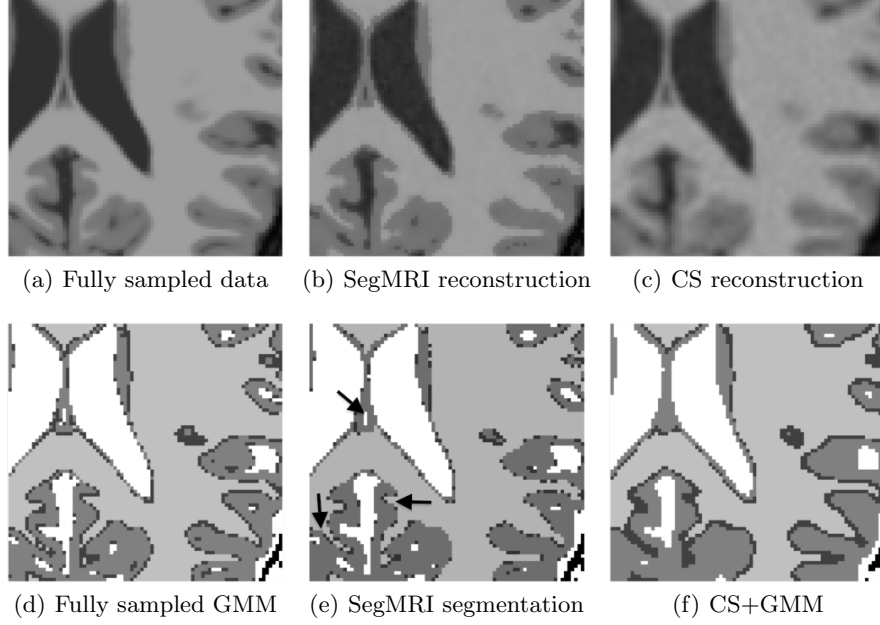 (a) Fully sampled data
(b) SegMRI reconstruction
(c) CS reconstruction
(d) Fully sampled GMM
(e) SegMRI segmentation
(f) CS+GMM